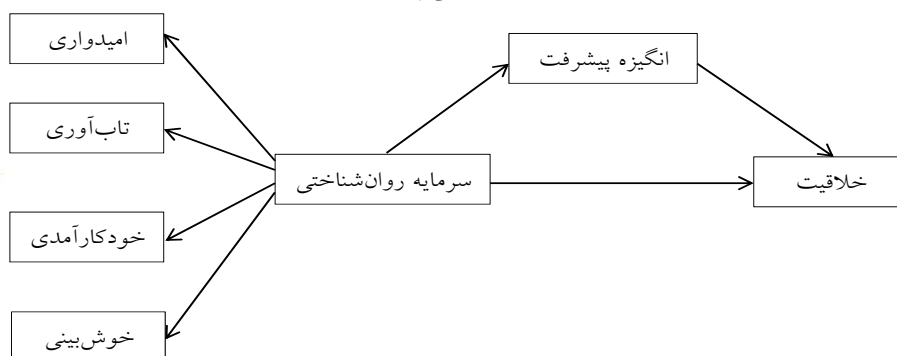 امیدواری
انگیزه پیشرفت
تاب‌آوری
سرمایه روان‌شناختی
خلاقیت
خودکارآمدی
خوش‌بینی